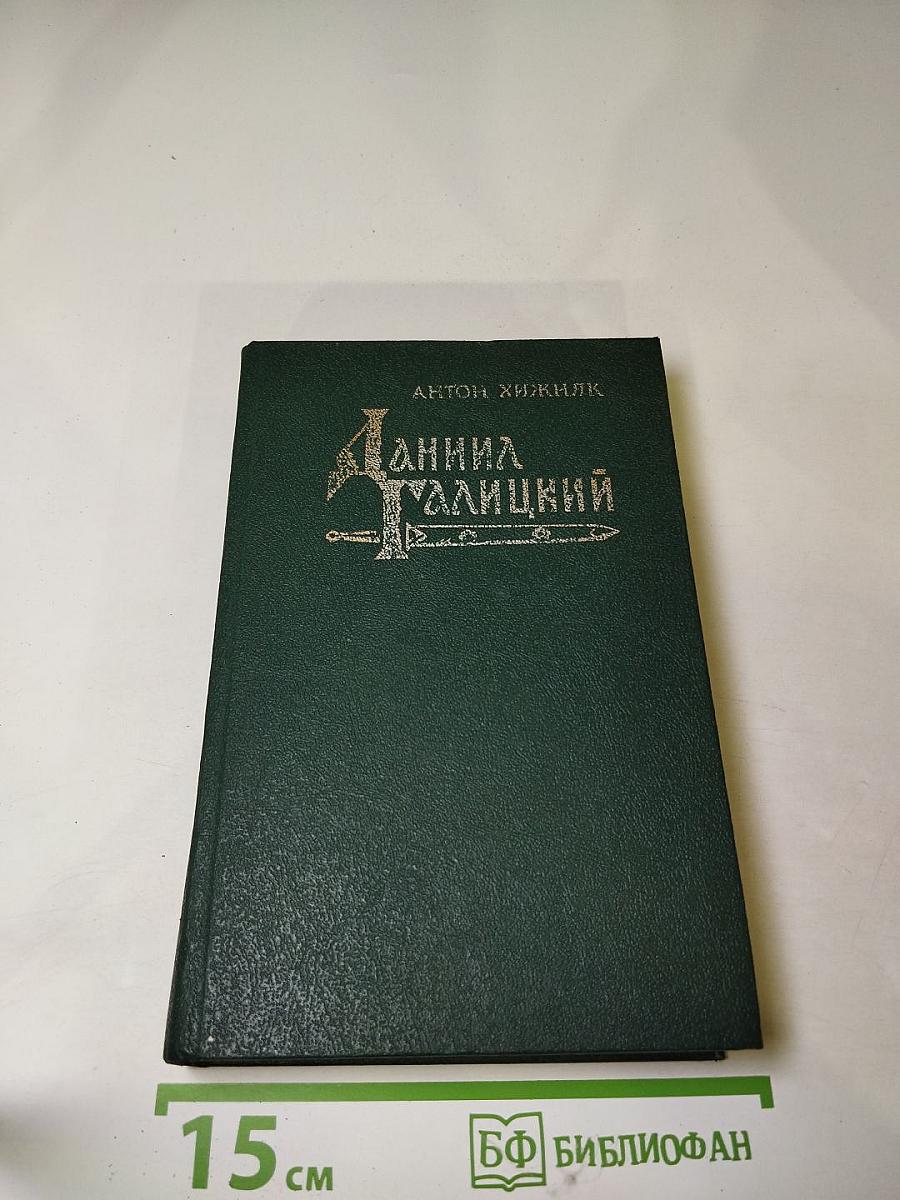 АНТОН ХИЖНЯК
ДАНИИЛ
ГАЛИЦКИЙ
15 СМ
БФ БИБЛИОФАН